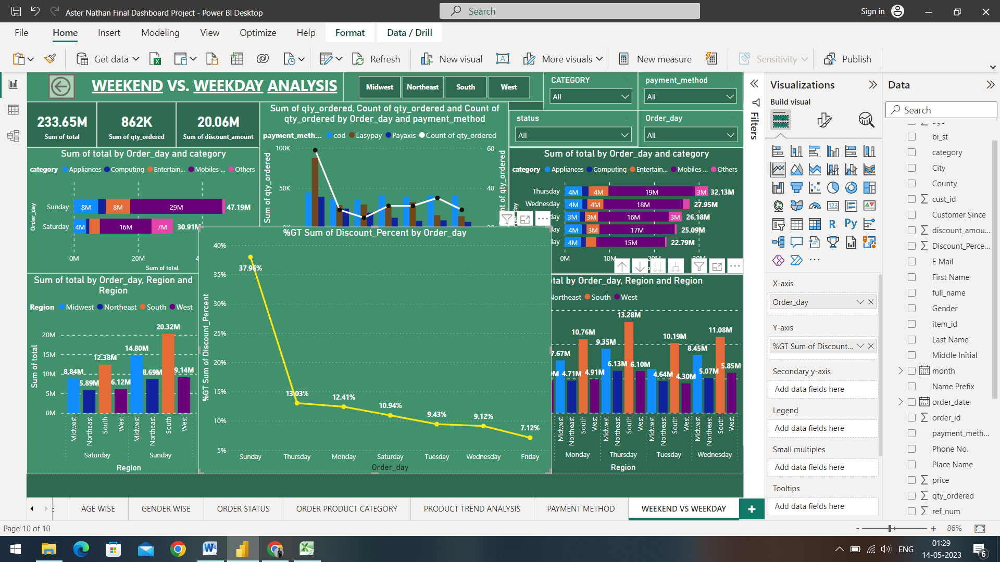 Aster Nathan Final Dashboard Project - Power BI Desktop
Search
Sign in
File
Home
Insert
Modeling
View
Optimize
Help
Format
Data / Drill
Get data
Refresh
New visual
More visuals
New measure
Sensitivity
Publish
WEEKEND VS. WEEKDAY ANALYSIS
Midwest
Northeast
South
West
CATEGORY
All
payment_method
All
status
All
Order_day
All
233.65M
Sum of total
862K
Sum of qty_ordered
20.06M
Sum of discount_amount
Sum of qty_ordered, Count of qty_ordered and Count of
qty_ordered by Order_day and payment_method
payment_meth... cod Easypay Payaxis Count of qty_ordered
Sum of qty_ordered
100K
50K
60
40
Sum of total by Order_day and category
category Appliances Computing Entertain... Mobiles ... Others
Order_day
Sunday 8M 8M 29M 47.19M
Saturday 4M 16M 7M 30.91M
0M 20M
Sum of total
Sum of total by Order_day and category
category Appliances Computing Entertain... Mobiles ... Others
Thursday 4M 4M 19M 3M 32.13M
Wednesday 4M 4M 18M 27.95M
3M 3M 16M 3M 26.18M
4M 3M 17M 25.09M
4M 15M 22.79M
0M
%GT Sum of Discount_Percent by Order_day
%GT Sum of Discount_Percent
40%
35%
30%
25%
20%
15%
10%
5%
37.96%
13.03%
12.41%
10.94%
9.43%
9.12%
7.12%
Sunday Thursday Monday Saturday Tuesday Wednesday Friday
Order_day
Sum of total by Order_day, Region and
Region
Region Midwest Northeast South West
Sum of total
20M
15M
10M
5M
0M
8.84M
5.89M
12.38M
6.12M
14.80M
8.69M
20.32M
9.14M
Midwest
Northeast
South
West
Midwest
Northeast
South
West
Saturday Sunday
Region
by Order_day, Region and Region
South West
7.67M
4.71M
10.76M
4.91M
9.35M
6.13M
13.28M
6.10M
4.64M
10.19M
4.30M
8.45M
5.07M
11.08M
5.85M
Midwest
Northeast
South
West
Midwest
Northeast
South
West
Midwest
Northeast
South
West
Midwest
Northeast
South
West
Monday Thursday Tuesday Wednesday
Region
Filters
Visualizations
Build visual
X-axis
Order_day
Y-axis
%GT Sum of Discount...
Secondary y-axis
Add data fields here
Legend
Add data fields here
Small multiples
Add data fields here
Tooltips
Add data fields here
Data
Search
bi_st
category
City
County
cust_id
Customer Since
discount_amou...
Discount_Perce...
E Mail
First Name
full_name
Gender
item_id
Last Name
Middle Initial
month
Name Prefix
order_date
order_id
payment_meth...
Phone No.
Place Name
price
qty_ordered
ref_num
AGE WISE
GENDER WISE
ORDER STATUS
ORDER PRODUCT CATEGORY
PRODUCT TREND ANALYSIS
PAYMENT METHOD
WEEKEND VS WEEKDAY
Page 10 of 10
86%
ENG
01:29
14-05-2023
6